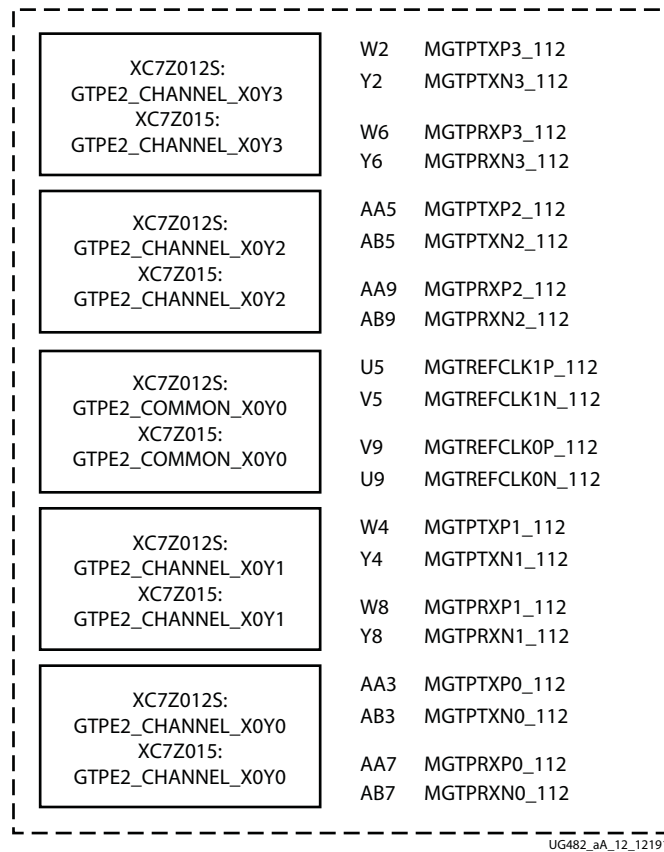 XC7Z012S:
GTPE2_CHANNEL_X0Y3
XC7Z015:
GTPE2_CHANNEL_X0Y3
W2 MGTPTXP3_112
Y2 MGTPTXN3_112
W6 MGTPRXP3_112
Y6 MGTPRXN3_112
XC7Z012S:
GTPE2_CHANNEL_X0Y2
XC7Z015:
GTPE2_CHANNEL_X0Y2
AA5 MGTPTXP2_112
AB5 MGTPTXN2_112
AA9 MGTPRXP2_112
AB9 MGTPRXN2_112
XC7Z012S:
GTPE2_COMMON_X0Y0
XC7Z015:
GTPE2_COMMON_X0Y0
U5 MGTREFCLK1P_112
V5 MGTREFCLK1N_112
V9 MGTREFCLK0P_112
U9 MGTREFCLK0N_112
XC7Z012S:
GTPE2_CHANNEL_X0Y1
XC7Z015:
GTPE2_CHANNEL_X0Y1
W4 MGTPTXP1_112
Y4 MGTPTXN1_112
W8 MGTPRXP1_112
Y8 MGTPRXN1_112
XC7Z012S:
GTPE2_CHANNEL_X0Y0
XC7Z015:
GTPE2_CHANNEL_X0Y0
AA3 MGTPTXP0_112
AB3 MGTPTXN0_112
AA7 MGTPRXP0_112
AB7 MGTPRXN0_112
UG482_aA_12_12191